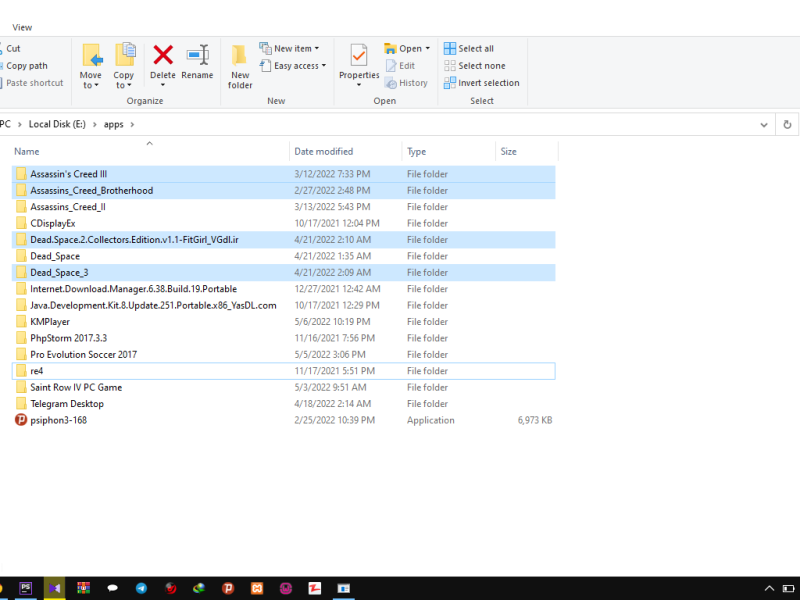 View
Cut
Copy path
Paste shortcut
Move to
Copy to
Delete
Rename
Organize
New folder
New item
Easy access
New
Properties
Open
Edit
History
Open
Select all
Select none
Invert selection
Select
PC > Local Disk (E:) > apps >
Name Date modified Type Size
Assassin's Creed III 3/12/2022 7:33 PM File folder
Assassins_Creed_Brotherhood 2/27/2022 2:48 PM File folder
Assassins_Creed_II 3/13/2022 5:43 PM File folder
CDisplayEx 10/17/2021 12:04 PM File folder
Dead.Space.2.Collectors.Edition.v1.1-FitGirl_VGdl.ir 4/21/2022 2:10 AM File folder
Dead_Space 4/21/2022 1:35 AM File folder
Dead_Space_3 4/21/2022 2:09 AM File folder
Internet.Download.Manager.6.38.Build.19.Portable 12/27/2021 12:42 AM File folder
Java.Development.Kit.8.Update.251.Portable.x86_YasDL.com 10/17/2021 12:29 PM File folder
KMPlayer 5/6/2022 10:19 PM File folder
PhpStorm 2017.3.3 11/16/2021 7:56 PM File folder
Pro Evolution Soccer 2017 5/5/2022 3:06 PM File folder
re4 11/17/2021 5:51 PM File folder
Saint Row IV PC Game 5/3/2022 9:51 AM File folder
Telegram Desktop 4/18/2022 2:14 AM File folder
psiphon3-168 2/25/2022 10:39 PM Application 6,973 KB
PS